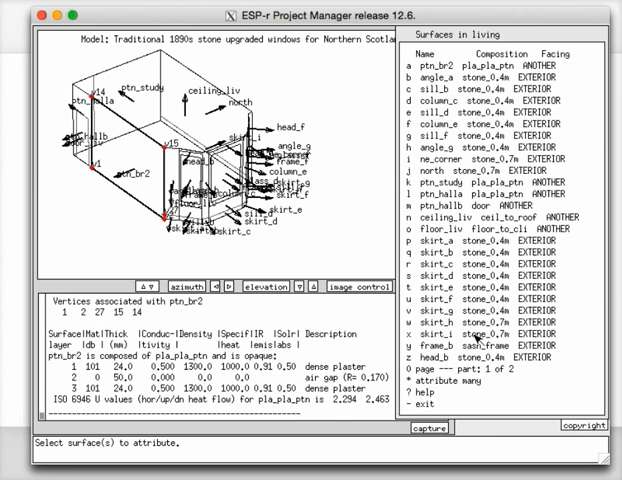 ESP-r Project Manager release 12.6.
Model: Traditional 1890s stone upgraded windows for Northern Scotlan
v14
ptn_study
ceiling_liv
north
skirt_i
v15
head_f
angle_g
frame_f
column_e
skirt_g
skirt_f
skirt_e
sill_d
skirt_d
skirt_c
head_b
v1
ptn_br2
azimuth
elevation
image control
Vertices associated with ptn_br2
1 2 27 15 14
Surface|Mat|Thick |Conduc-|Density |Specif|IR |Solr| Description
layer |db |(mm) |tivity | |heat |emis|abs |
ptn_br2 is composed of pla_pla_ptn and is opaque:
1 101 24.0 0.500 1300.0 1000.0 0.91 0.50 dense plaster
2 0 50.0 0.000 0.0 0.0 air gap (R= 0.170)
3 101 24.0 0.500 1300.0 1000.0 0.91 0.50 dense plaster
ISO 6946 U values (hor/up/dn heat flow) for pla_pla_ptn is 2.294 2.463
Surfaces in living
Name Composition Facing
a ptn_br2 pla_pla_ptn ANOTHER
b angle_a stone_0.4m EXTERIOR
c sill_b stone_0.4m EXTERIOR
d column_c stone_0.4m EXTERIOR
e sill_d stone_0.4m EXTERIOR
f column_e stone_0.4m EXTERIOR
g sill_f stone_0.4m EXTERIOR
h angle_g stone_0.4m EXTERIOR
i ne_corner stone_0.7m EXTERIOR
j north stone_0.7m EXTERIOR
k ptn_study pla_pla_ptn ANOTHER
l ptn_halla pla_pla_ptn ANOTHER
m ptn_hallb door ANOTHER
n ceiling_liv ceil_to_roof ANOTHER
o floor_liv floor_to_cli ANOTHER
p skirt_a stone_0.4m EXTERIOR
q skirt_b stone_0.4m EXTERIOR
r skirt_c stone_0.4m EXTERIOR
s skirt_d stone_0.4m EXTERIOR
t skirt_e stone_0.4m EXTERIOR
u skirt_f stone_0.4m EXTERIOR
v skirt_g stone_0.4m EXTERIOR
w skirt_h stone_0.7m EXTERIOR
x skirt_i stone_0.7m EXTERIOR
y frame_b sash_frame EXTERIOR
z head_b stone_0.4m EXTERIOR
0 page --- part: 1 of 2
* attribute many
? help
- exit
capture
copyright
Select surface(s) to attribute.